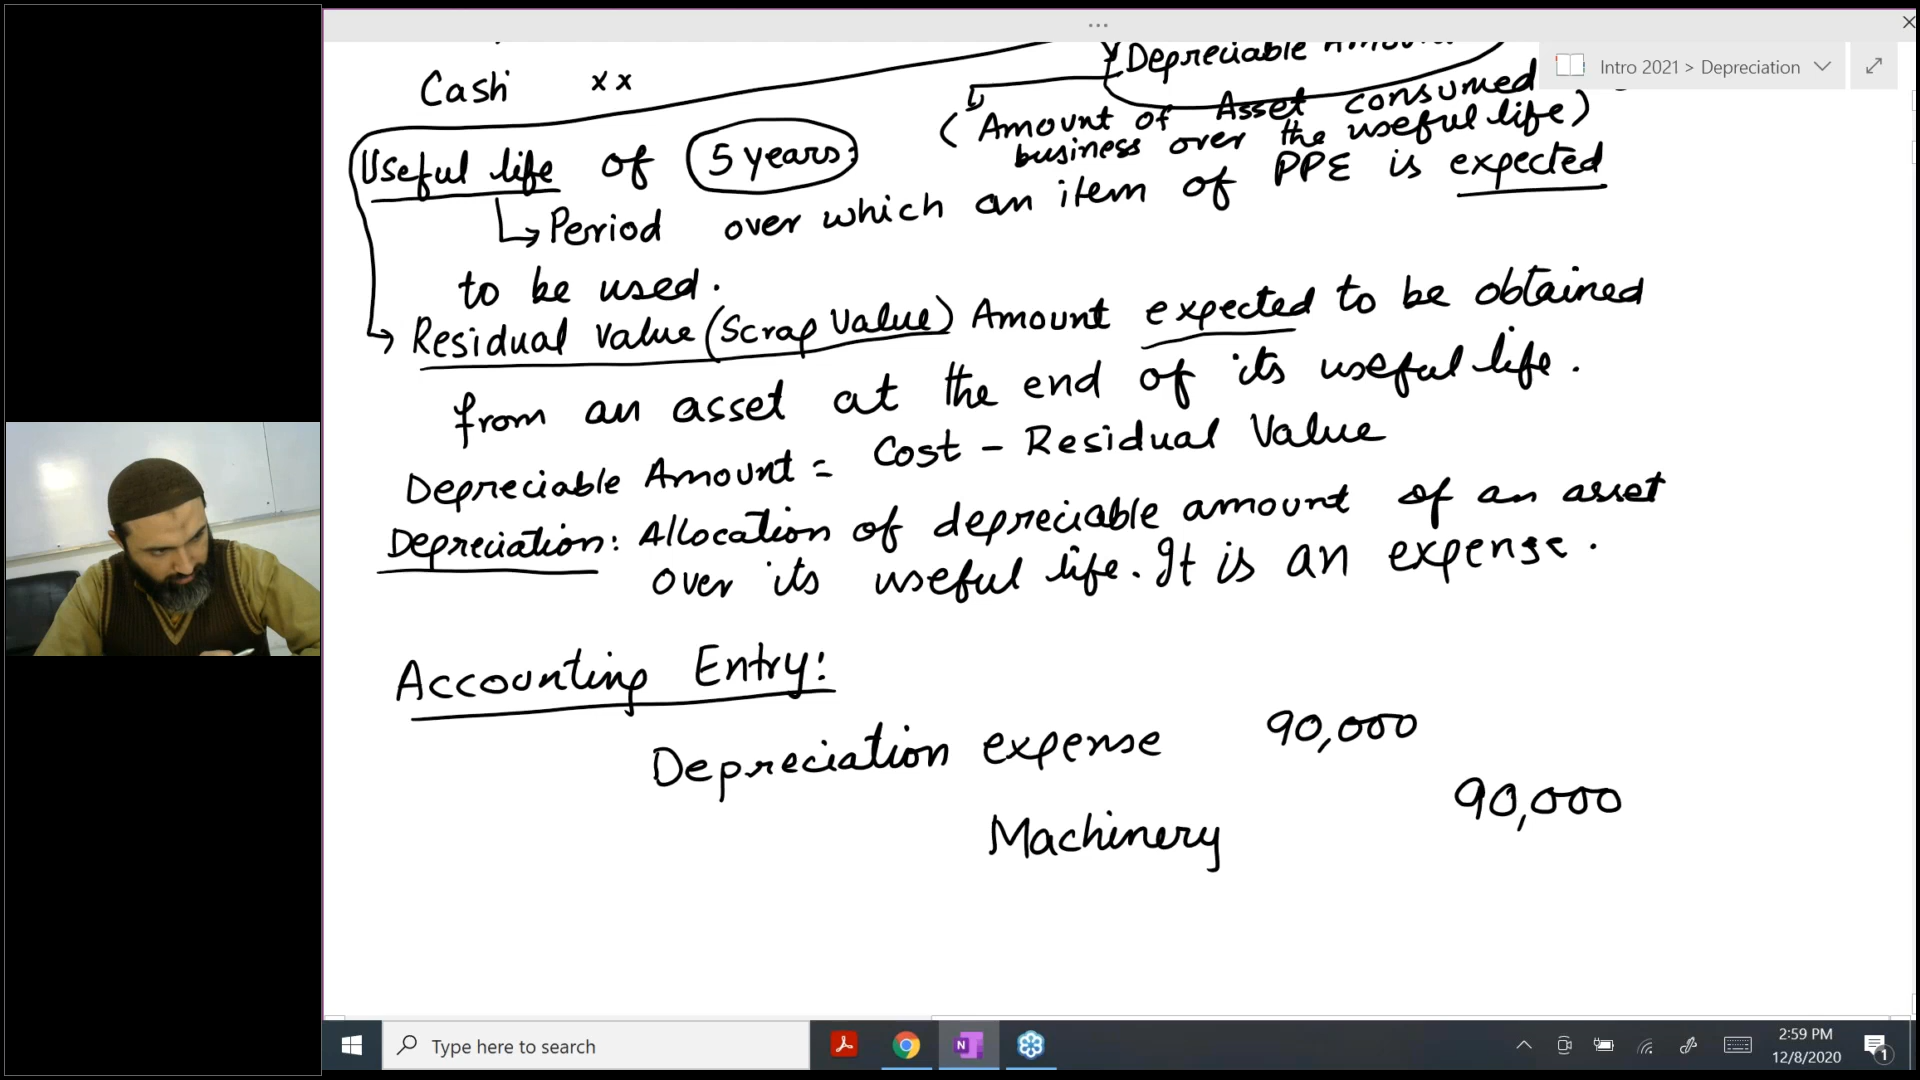 ...
Depreciable Amount
Intro 2021 > Depreciation
Cash xx
(Amount of Asset consumed
business over the useful life)
Useful life of 5 years:
Period over which an item of PPE is expected
to be used.
Residual Value (Scrap Value) Amount expected to be obtained
from an asset at the end of its useful life.
Depreciable Amount = Cost - Residual Value
Depreciation: Allocation of depreciable amount of an asset
over its useful life. It is an expense.
Accounting Entry:
Depreciation expense 90,000
Machinery 90,000
Type here to search
N
2:59 PM
12/8/2020
1